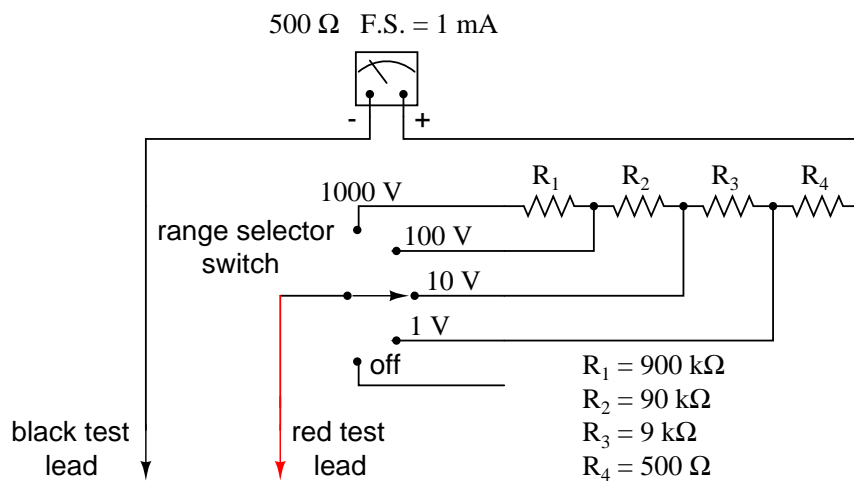 500 Ω F.S. = 1 mA
- +
R₁ R₂ R₃ R₄
1000 V
range selector
switch
100 V
10 V
1 V
off
R₁ = 900 kΩ
R₂ = 90 kΩ
R₃ = 9 kΩ
R₄ = 500 Ω
black test
lead
red test
lead